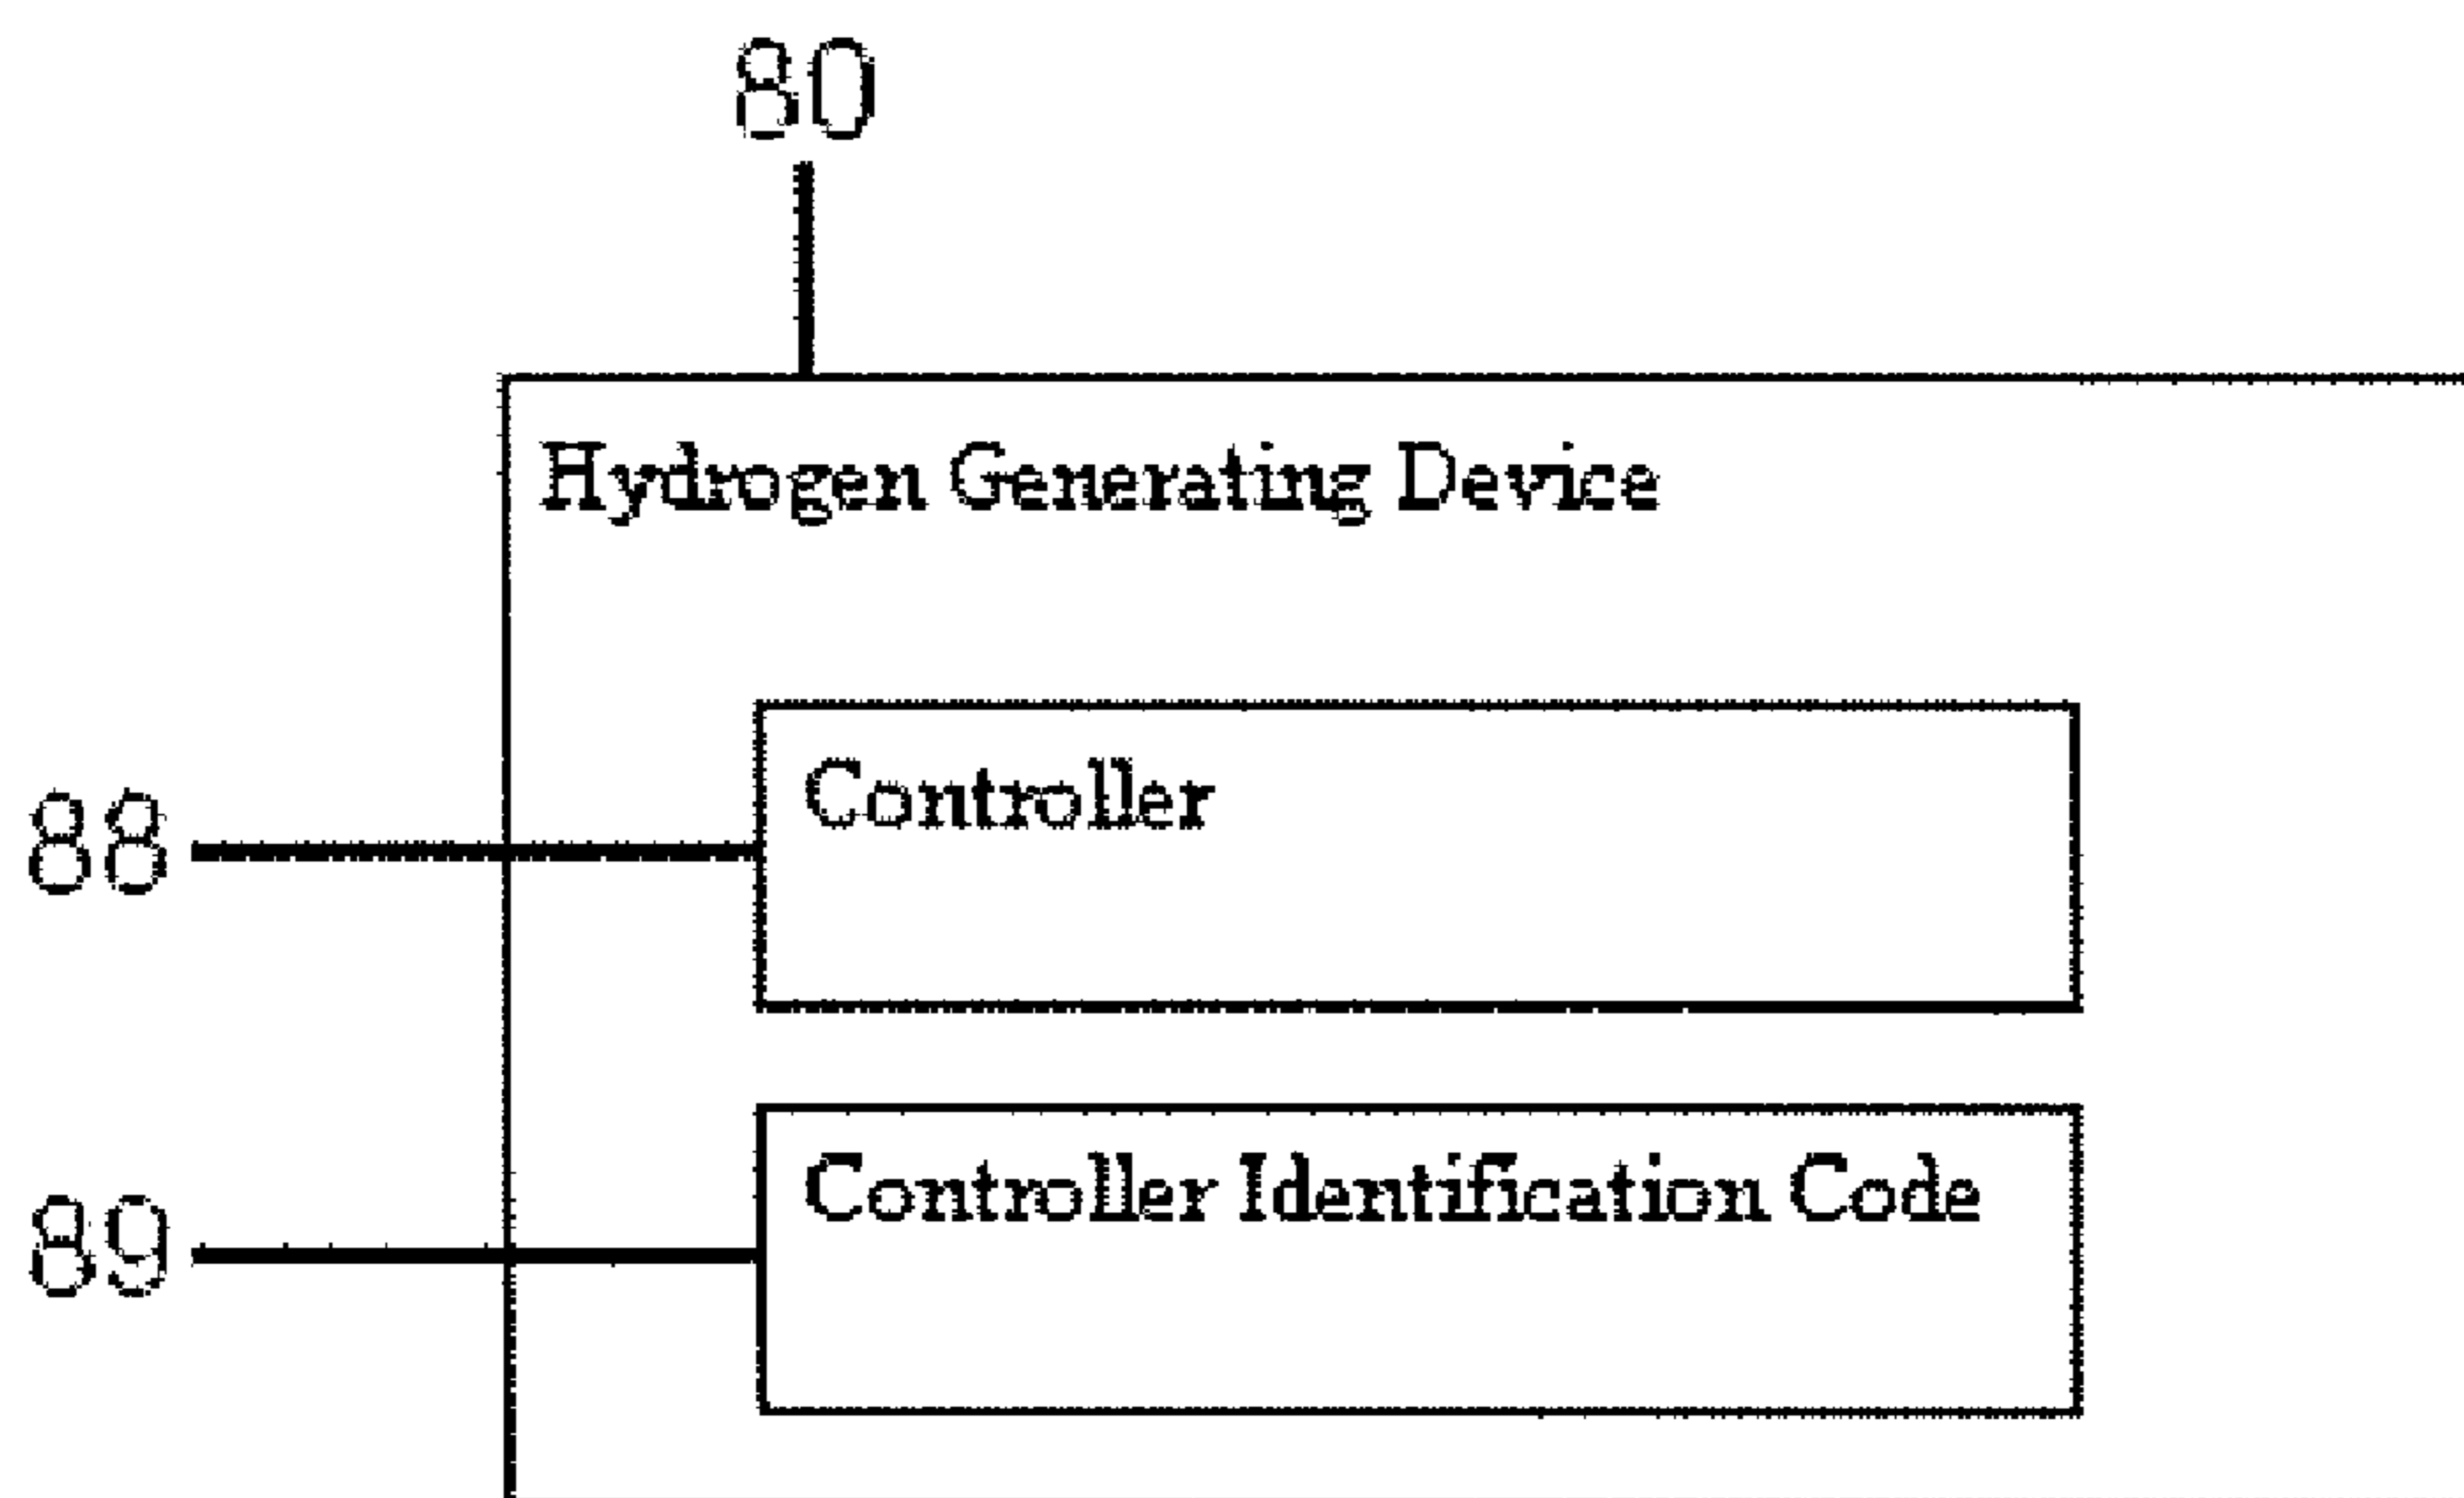 80
Hydrogen Generating Device
Controller
88
Controller Identification Code
89